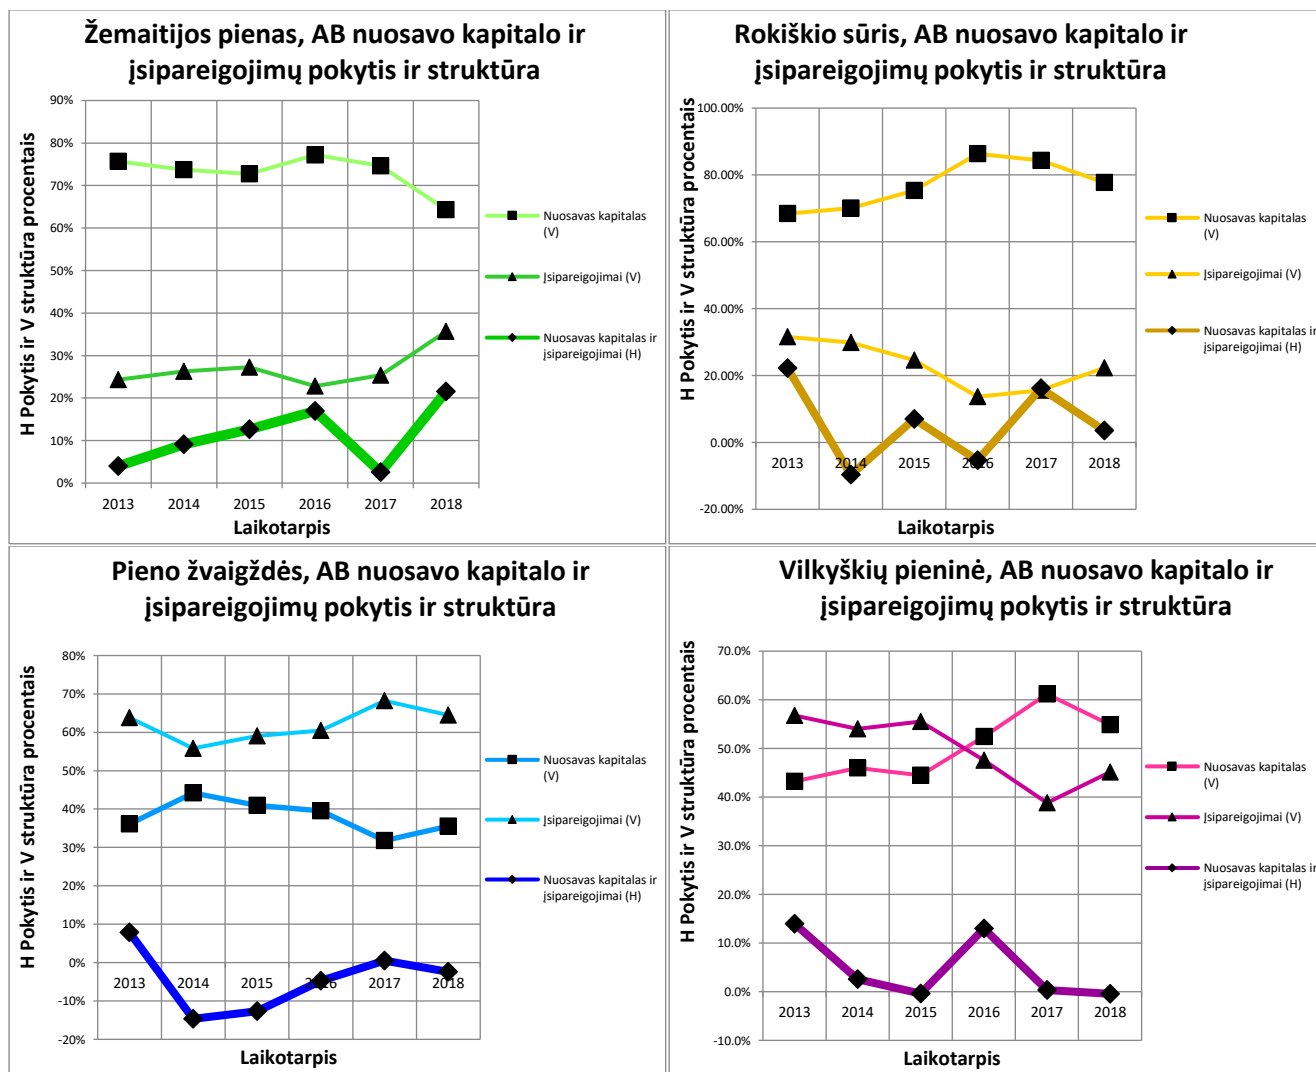 Žemaitijos pienas, AB nuosavo kapitalo ir
įsipareigojimų pokytis ir struktūra
H Pokytis ir V struktūra procentais
90%
80%
70%
60%
50%
40%
30%
20%
10%
0%
2013 2014 2015 2016 2017 2018
Laikotarpis
Nuosavas kapitalas
(V)
Įsipareigojimai (V)
Nuosavas kapitalas ir
įsipareigojimai (H)
Rokiškio sūris, AB nuosavo kapitalo ir
įsipareigojimų pokytis ir struktūra
H Pokytis ir V struktūra procentais
100.00%
80.00%
60.00%
40.00%
20.00%
0.00%
-20.00%
2013 2014 2015 2016 2017 2018
Laikotarpis
Nuosavas kapitalas
(V)
Įsipareigojimai (V)
Nuosavas kapitalas ir
įsipareigojimai (H)
Pieno žvaigždės, AB nuosavo kapitalo ir
įsipareigojimų pokytis ir struktūra
H Pokytis ir V struktūra procentais
80%
70%
60%
50%
40%
30%
20%
10%
0%
-10%
-20%
2013 2014 2015 2016 2017 2018
Laikotarpis
Nuosavas kapitalas
(V)
Įsipareigojimai (V)
Nuosavas kapitalas ir
įsipareigojimai (H)
Vilkyškių pieninė, AB nuosavo kapitalo ir
įsipareigojimų pokytis ir struktūra
H Pokytis ir V struktūra procentais
70.0%
60.0%
50.0%
40.0%
30.0%
20.0%
10.0%
0.0%
-10.0%
2013 2014 2015 2016 2017 2018
Laikotarpis
Nuosavas kapitalas
(V)
Įsipareigojimai (V)
Nuosavas kapitalas ir
įsipareigojimai (H)